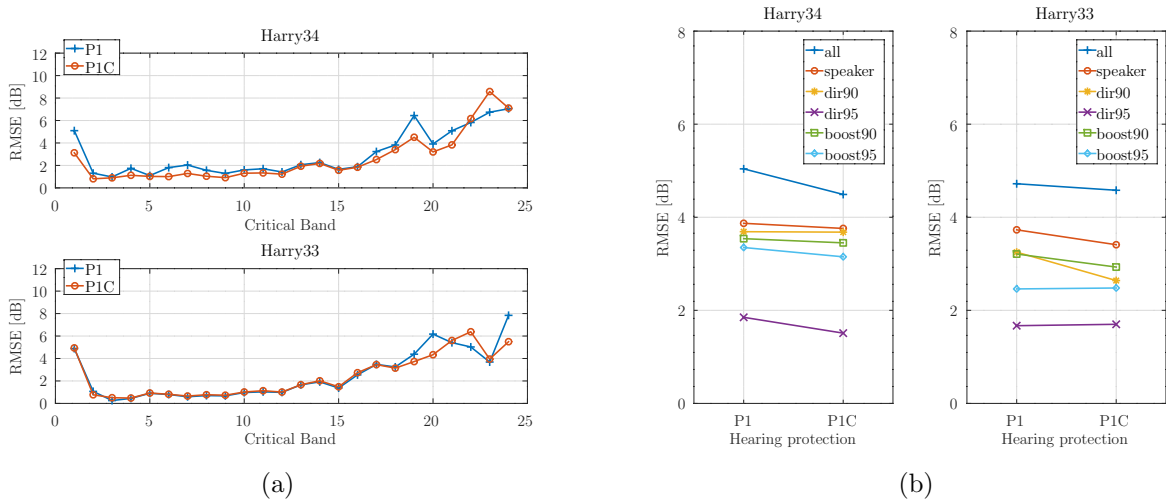 Harry34
P1
P1C
RMSE [dB]
12
10
8
6
4
2
0
0 5 10 15 20 25
Critical Band
Harry33
P1
P1C
RMSE [dB]
12
10
8
6
4
2
0
0 5 10 15 20 25
Critical Band
(a)
Harry34
all
speaker
dir90
dir95
boost90
boost95
RMSE [dB]
8
6
4
2
0
P1 P1C
Hearing protection
Harry33
all
speaker
dir90
dir95
boost90
boost95
RMSE [dB]
8
6
4
2
0
P1 P1C
Hearing protection
(b)